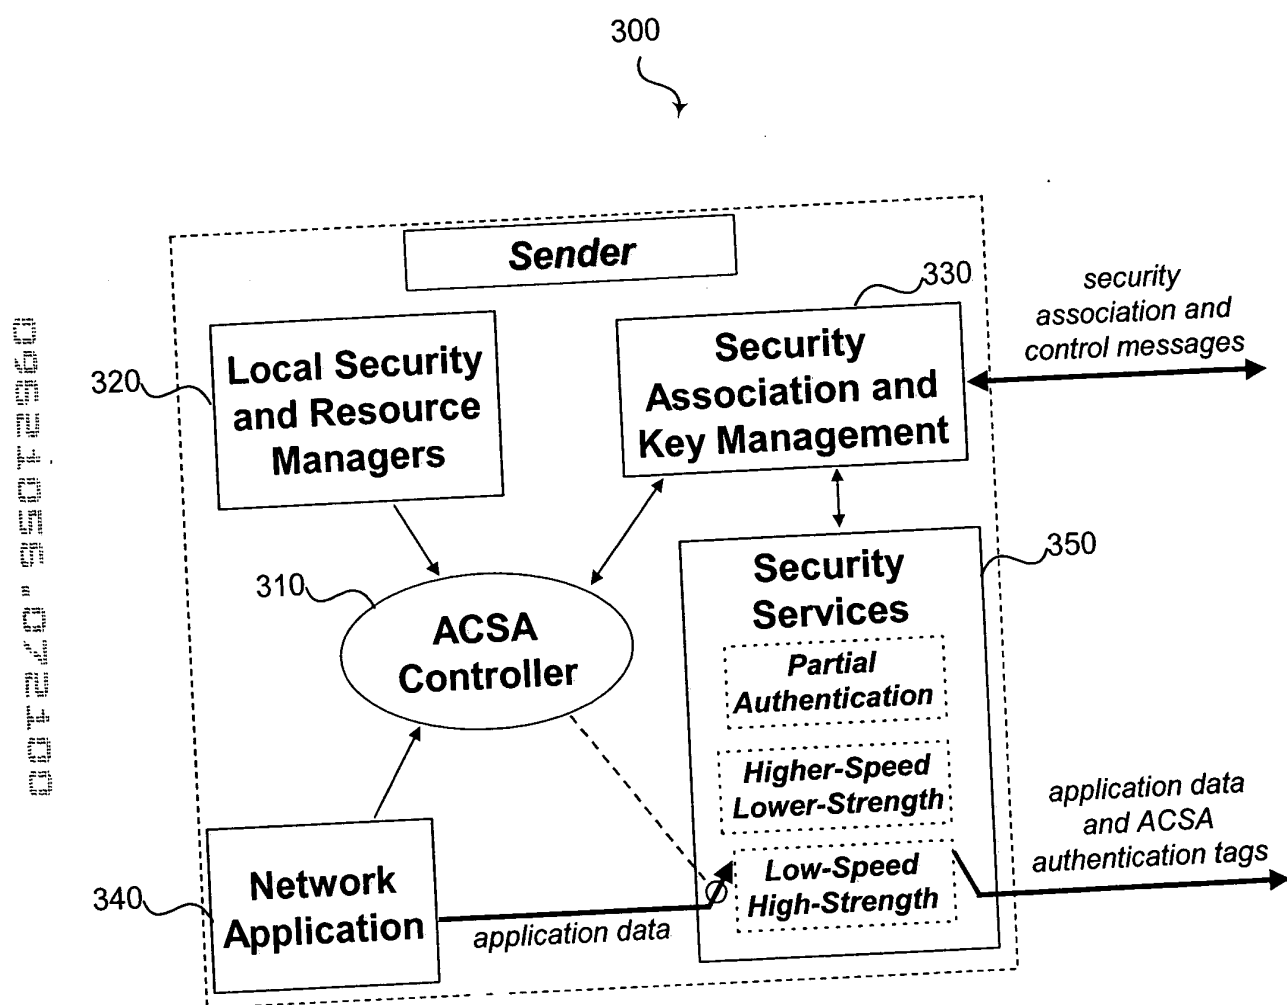 300
Sender
330
security
association and
control messages
Local Security
and Resource
Managers
320
Security
Association and
Key Management
310
ACSA
Controller
350
Security
Services
Partial
Authentication
Higher-Speed
Lower-Strength
Low-Speed
High-Strength
application data
and ACSA
authentication tags
340
Network
Application
application data